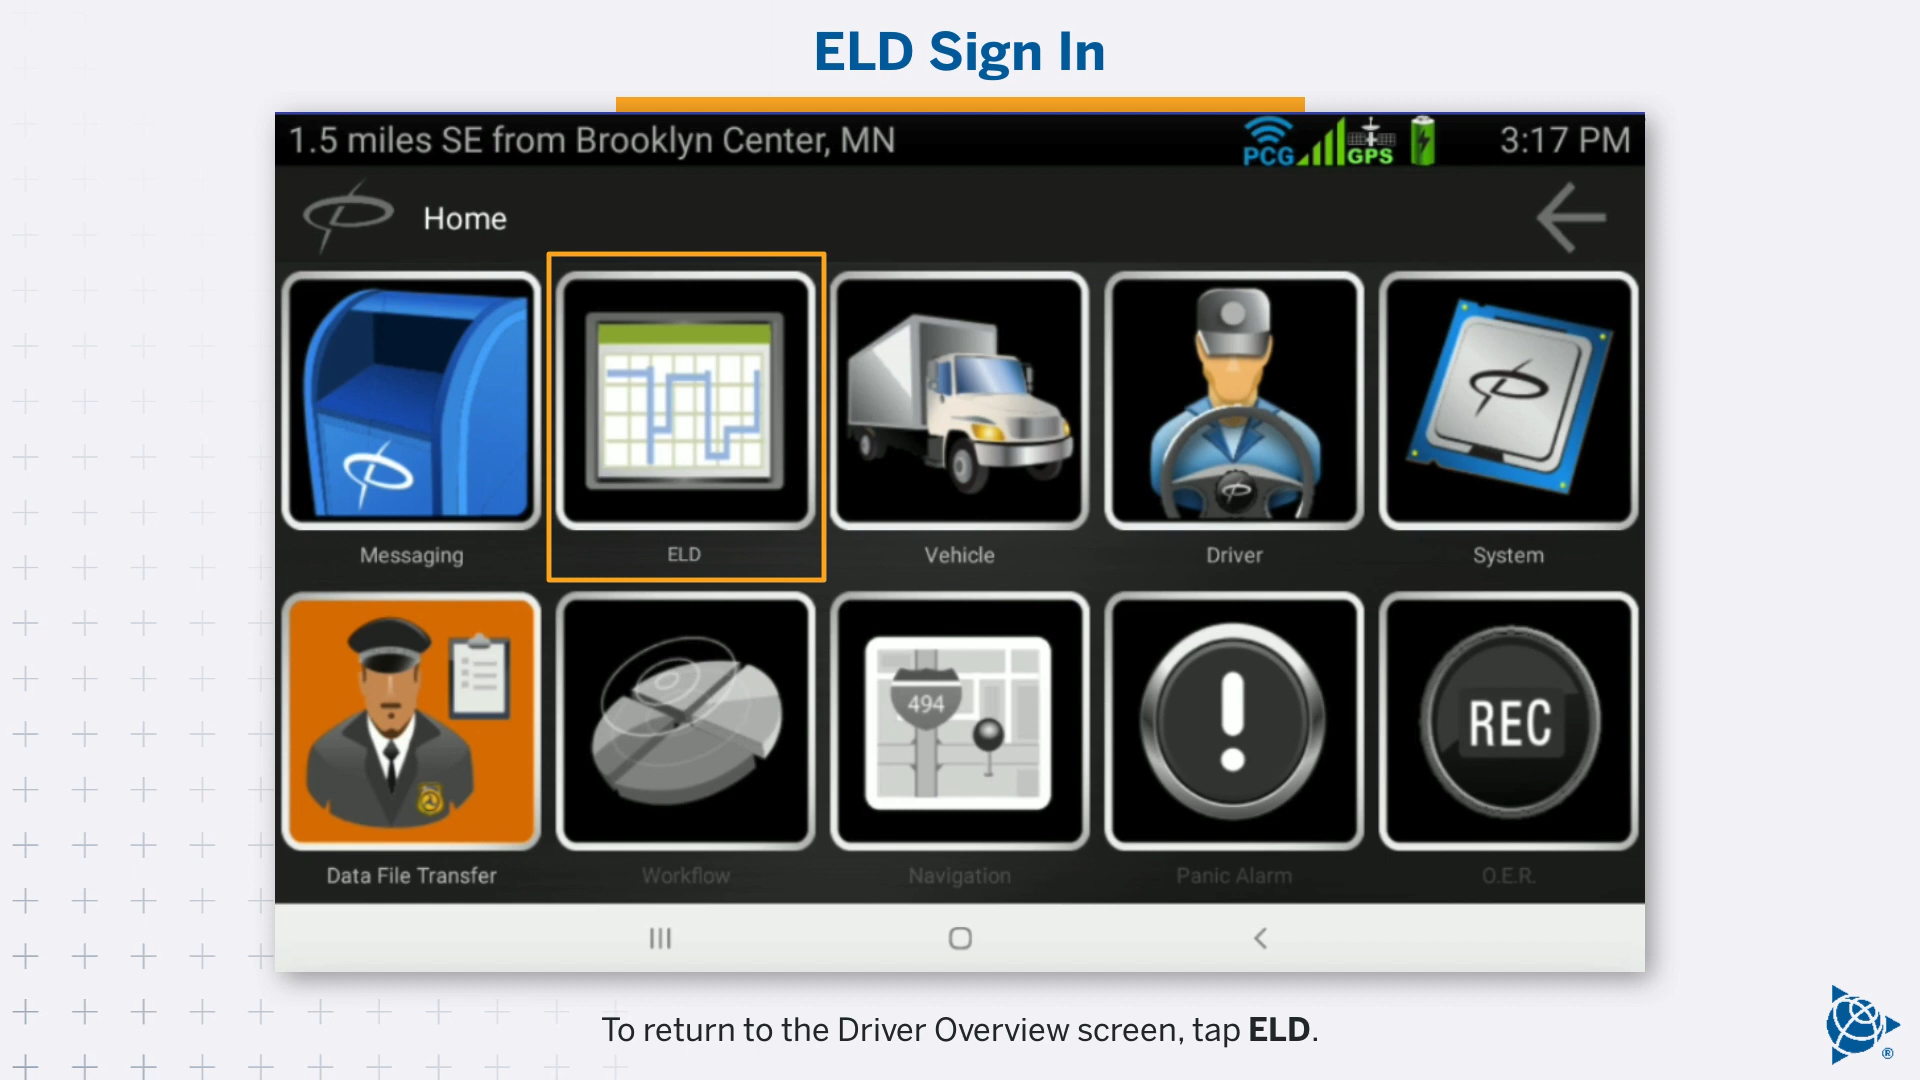 ELD Sign In
1.5 miles SE from Brooklyn Center, MN
PCG
GPS
3:17 PM
Home
Messaging
ELD
Vehicle
Driver
System
494
REC
Data File Transfer
Workflow
Navigation
Panic Alarm
O.E.R.
To return to the Driver Overview screen, tap ELD.
®